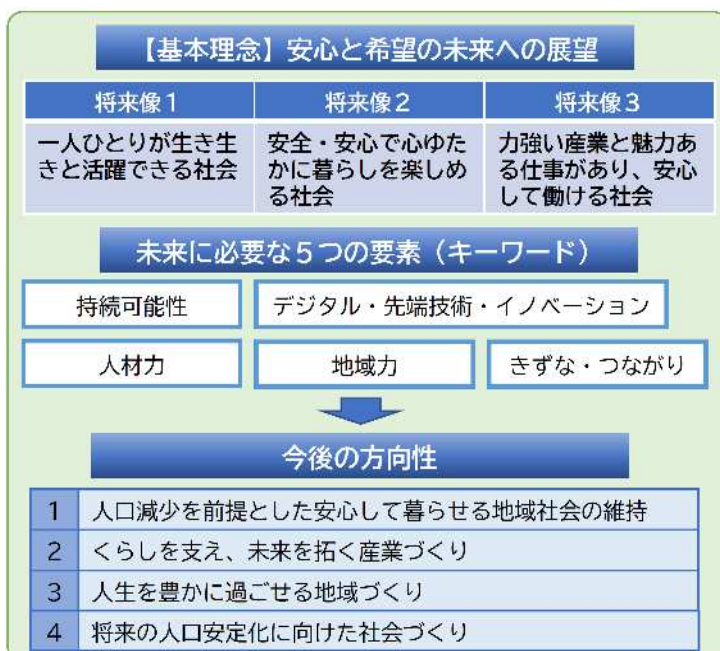 【基本理念】安心と希望の未来への展望
将来像1
将来像2
将来像3
一人ひとりが生き生
きと活躍できる社会
安全・安心で心ゆた
かに暮らしを楽しめ
る社会
力強い産業と魅力あ
る仕事があり、安心
して働ける社会
未来に必要な5つの要素(キーワード)
持続可能性
デジタル・先端技術・イノベーション
人材力
地域力
きずな・つながり
今後の方向性
1 人口減少を前提とした安心して暮らせる地域社会の維持
2 くらしを支え、未来を拓く産業づくり
3 人生を豊かに過ごせる地域づくり
4 将来の人口安定化に向けた社会づくり